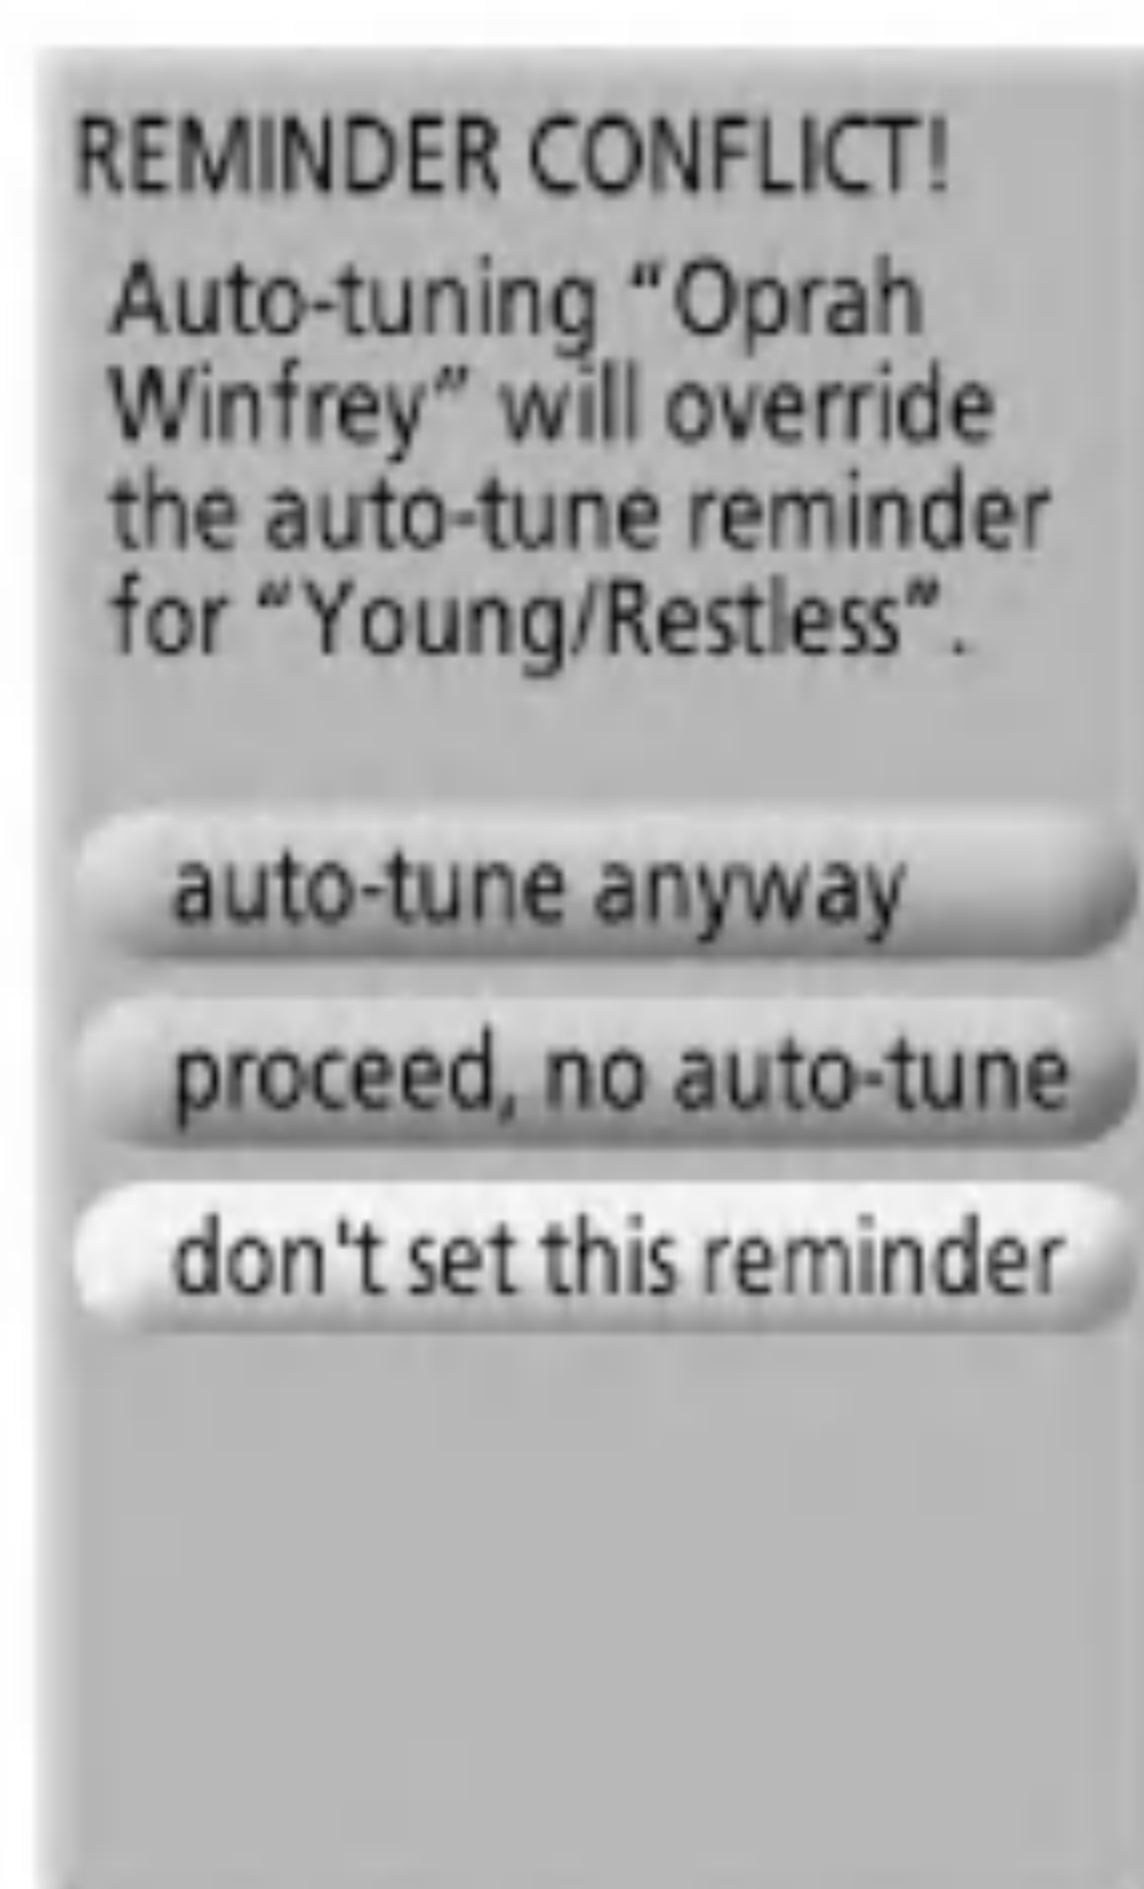 REMINDER CONFLICT!
Auto-tuning “Oprah
Winfrey” will override
the auto-tune reminder
for “Young/Restless”.
auto-tune anyway
proceed, no auto-tune
don't set this reminder